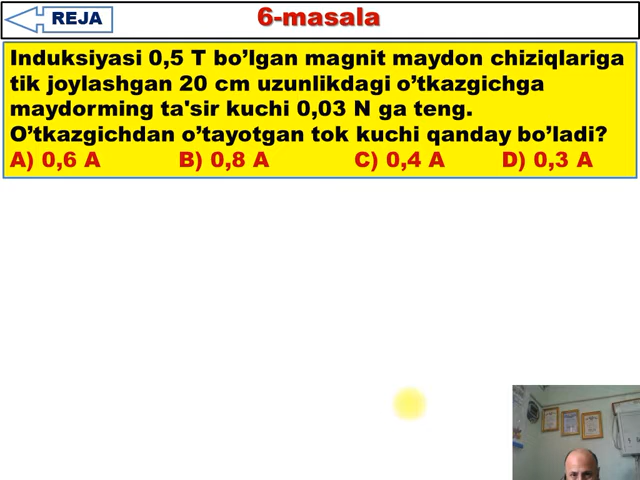 REJA
6-masala
Induksiyasi 0,5 T bo’lgan magnit maydon chiziqlariga
tik joylashgan 20 cm uzunlikdagi o’tkazgichga
maydorming ta'sir kuchi 0,03 N ga teng.
O’tkazgichdan o’tayotgan tok kuchi qanday bo’ladi?
A) 0,6 A B) 0,8 A C) 0,4 A D) 0,3 A